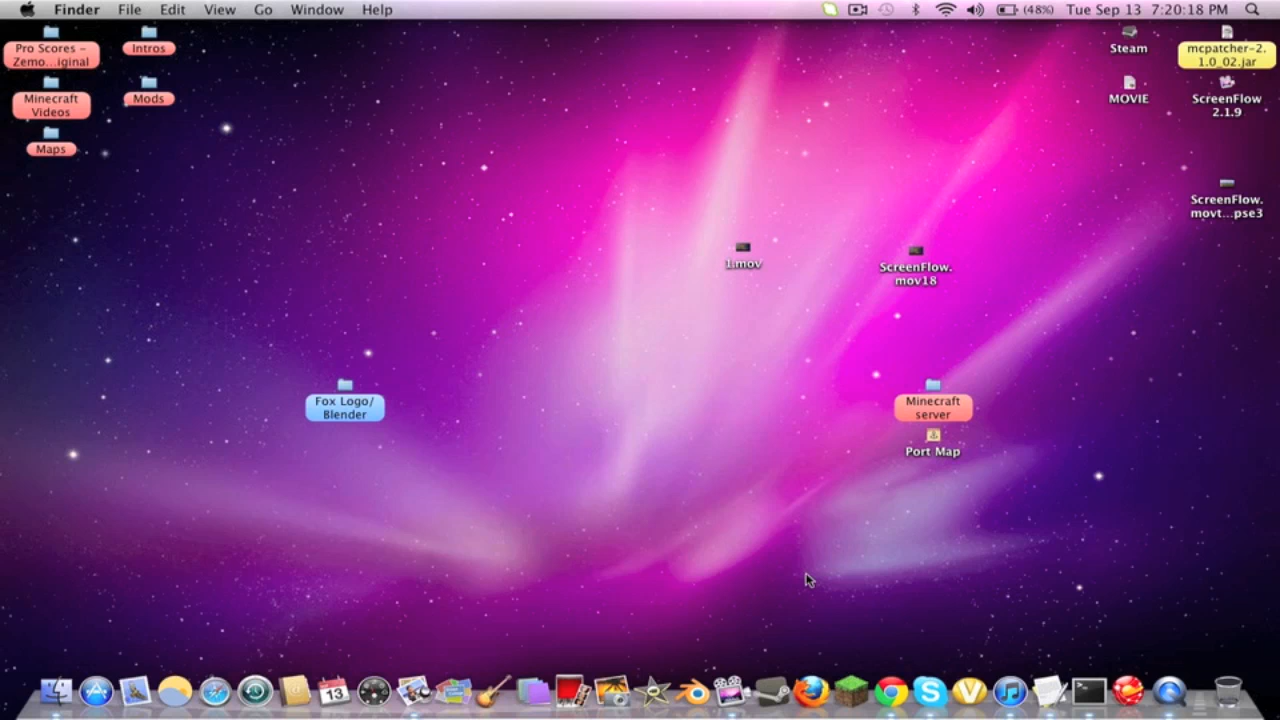 Finder File Edit View Go Window Help (48%) Tue Sep 13 7:20:18 PM
Pro Scores –
Zemo...iginal
Intros
Minecraft
Videos
Mods
Maps
Steam
mcpatcher-2.
1.0_02.jar
MOVIE
ScreenFlow
2.1.9
ScreenFlow.
movt...pse3
1.mov
ScreenFlow.
mov18
Fox Logo/
Blender
Minecraft
server
Port Map
13